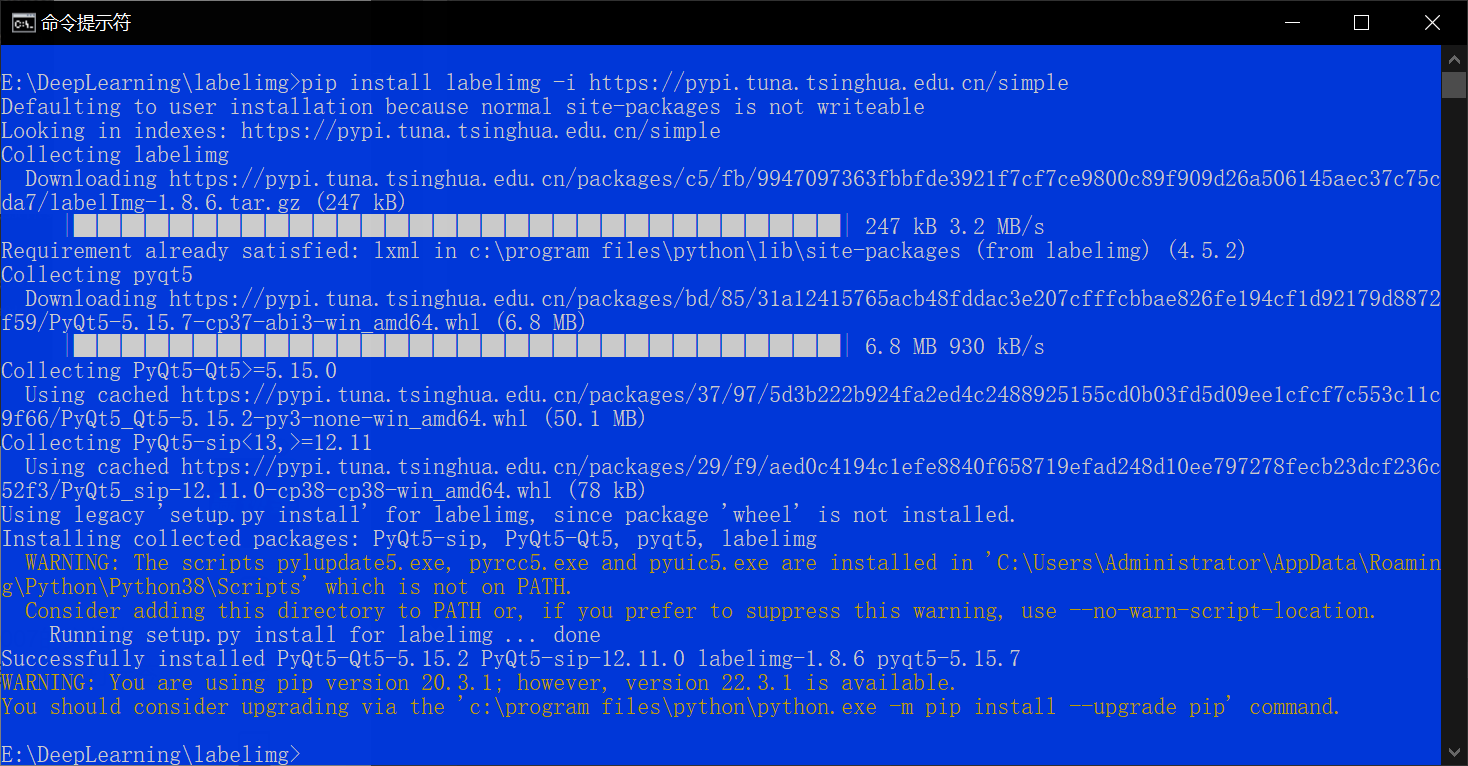 命令提示符
E:\DeepLearning\labelimg>pip install labelimg -i https://pypi.tuna.tsinghua.edu.cn/simple
Defaulting to user installation because normal site-packages is not writeable
Looking in indexes: https://pypi.tuna.tsinghua.edu.cn/simple
Collecting labelimg
  Downloading https://pypi.tuna.tsinghua.edu.cn/packages/c5/fb/9947097363fbbfde3921f7cf7ce9800c89f909d26a506145aec37c75c
da7/labelImg-1.8.6.tar.gz (247 kB)
247 kB 3.2 MB/s
Requirement already satisfied: lxml in c:\program files\python\lib\site-packages (from labelimg) (4.5.2)
Collecting pyqt5
  Downloading https://pypi.tuna.tsinghua.edu.cn/packages/bd/85/31a12415765acb48fddac3e207cfffcbbae826fe194cf1d92179d8872
f59/PyQt5-5.15.7-cp37-abi3-win_amd64.whl (6.8 MB)
6.8 MB 930 kB/s
Collecting PyQt5-Qt5>=5.15.0
  Using cached https://pypi.tuna.tsinghua.edu.cn/packages/37/97/5d3b222b924fa2ed4c2488925155cd0b03fd5d09ee1cfcf7c553c11c
9f66/PyQt5_Qt5-5.15.2-py3-none-win_amd64.whl (50.1 MB)
Collecting PyQt5-sip<13,>=12.11
  Using cached https://pypi.tuna.tsinghua.edu.cn/packages/29/f9/aed0c4194c1efe8840f658719efad248d10ee797278fecb23dcf236c
52f3/PyQt5_sip-12.11.0-cp38-cp38-win_amd64.whl (78 kB)
Using legacy 'setup.py install' for labelimg, since package 'wheel' is not installed.
Installing collected packages: PyQt5-sip, PyQt5-Qt5, pyqt5, labelimg
  WARNING: The scripts pylupdate5.exe, pyrcc5.exe and pyuic5.exe are installed in 'C:\Users\Administrator\AppData\Roamin
g\Python\Python38\Scripts' which is not on PATH.
  Consider adding this directory to PATH or, if you prefer to suppress this warning, use --no-warn-script-location.
    Running setup.py install for labelimg ... done
Successfully installed PyQt5-Qt5-5.15.2 PyQt5-sip-12.11.0 labelimg-1.8.6 pyqt5-5.15.7
WARNING: You are using pip version 20.3.1; however, version 22.3.1 is available.
You should consider upgrading via the 'c:\program files\python\python.exe -m pip install --upgrade pip' command.
E:\DeepLearning\labelimg>